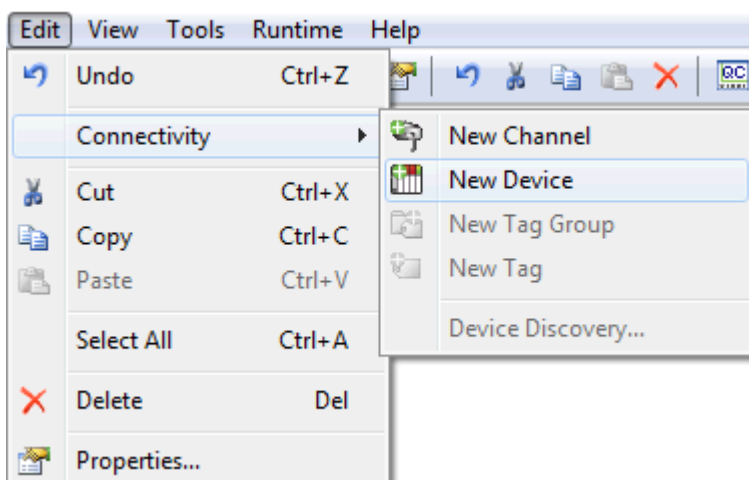 Edit View Tools Runtime Help
QC
Undo Ctrl+Z
Connectivity
New Channel
New Device
Cut Ctrl+X
New Tag Group
Copy Ctrl+C
New Tag
Paste Ctrl+V
Device Discovery...
Select All Ctrl+A
Delete Del
Properties...